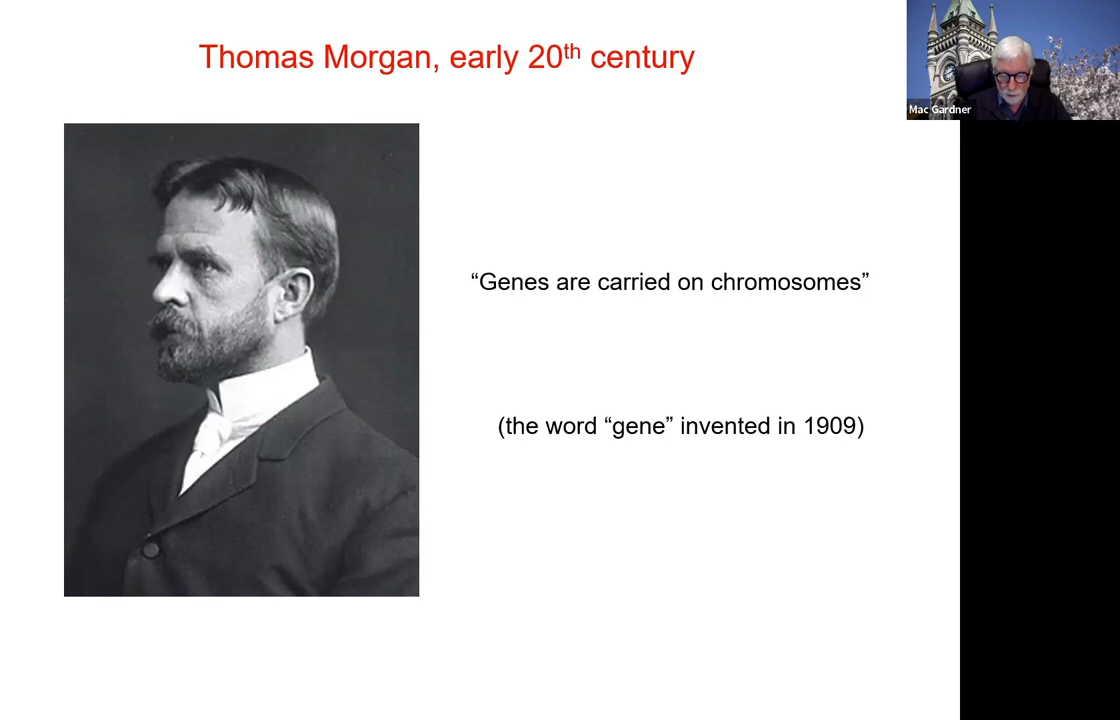 Thomas Morgan, early 20th century
Mac Gardner
“Genes are carried on chromosomes”
(the word “gene” invented in 1909)